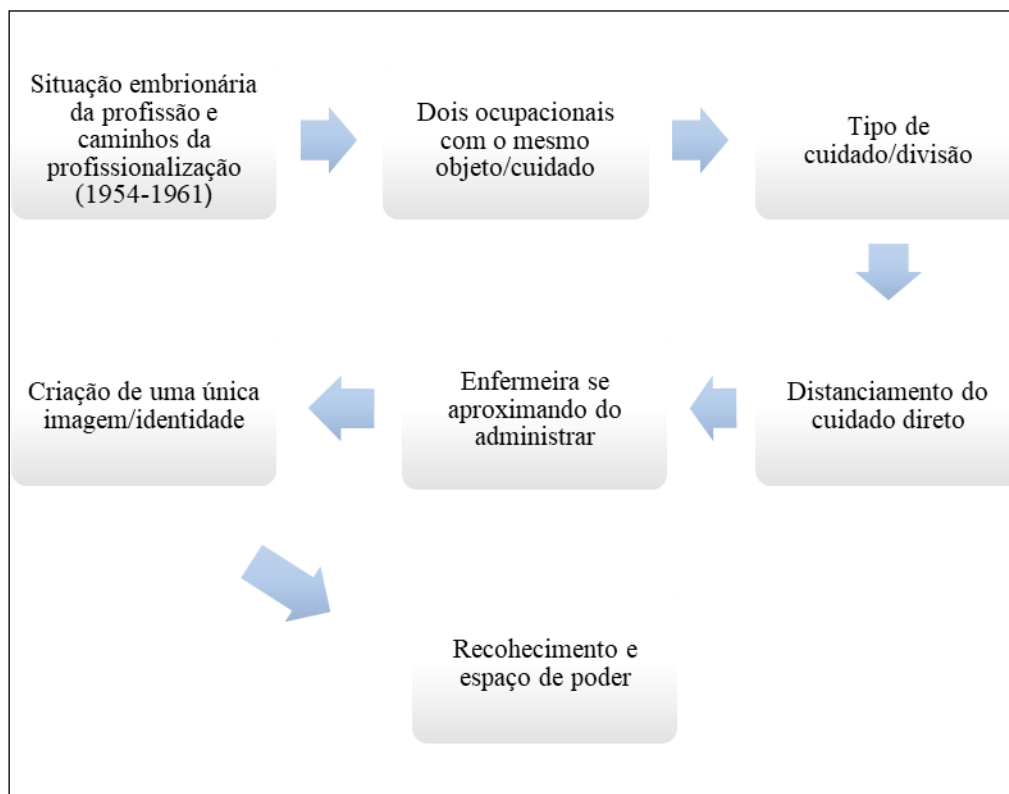 Situação embrionária
da profissão e
caminhos da
profissionalização
(1954-1961)
Dois ocupacionais
com o mesmo
objeto/cuidado
Tipo de
cuidado/divisão
Distanciamento do
cuidado direto
Enfermeira se
aproximando do
administrar
Criação de uma única
imagem/identidade
Recohecimento e
espaço de poder